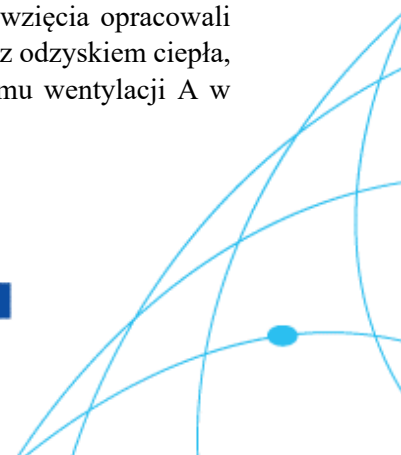 wzięcia opracowali
z odzyskiem ciepła,
mu wentylacji A w